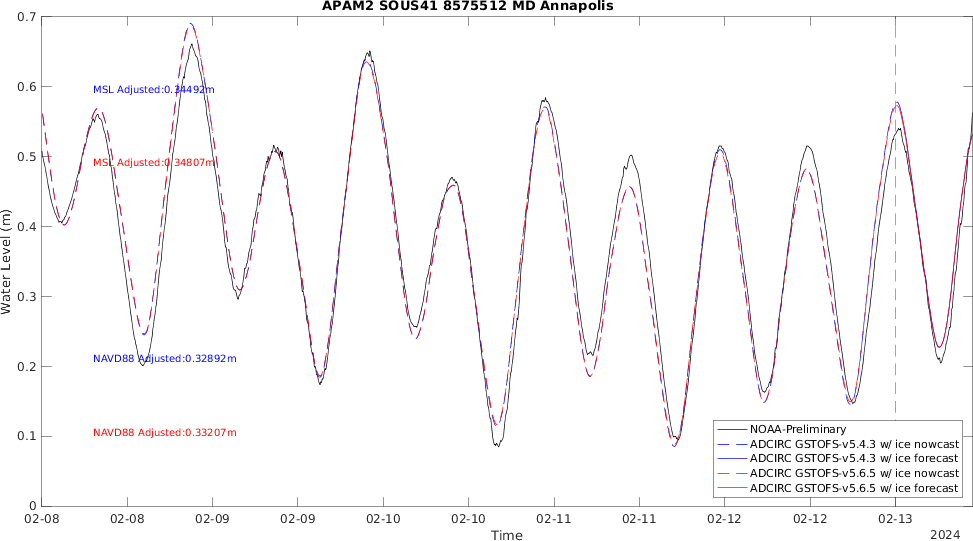 APAM2 SOUS41 8575512 MD Annapolis
0.7
0.6
0.5
0.4
0.3
0.2
0.1
0
Water Level (m)
MSL Adjusted:0.34492m
MSL Adjusted:0.34807m
NAVD88 Adjusted:0.32892m
NAVD88 Adjusted:0.33207m
NOAA-Preliminary
ADCIRC GSTOFS-v5.4.3 w/ ice nowcast
ADCIRC GSTOFS-v5.4.3 w/ ice forecast
ADCIRC GSTOFS-v5.6.5 w/ ice nowcast
ADCIRC GSTOFS-v5.6.5 w/ ice forecast
02-08 02-08 02-09 02-09 02-10 02-10 02-11 02-11 02-12 02-12 02-13
Time
2024